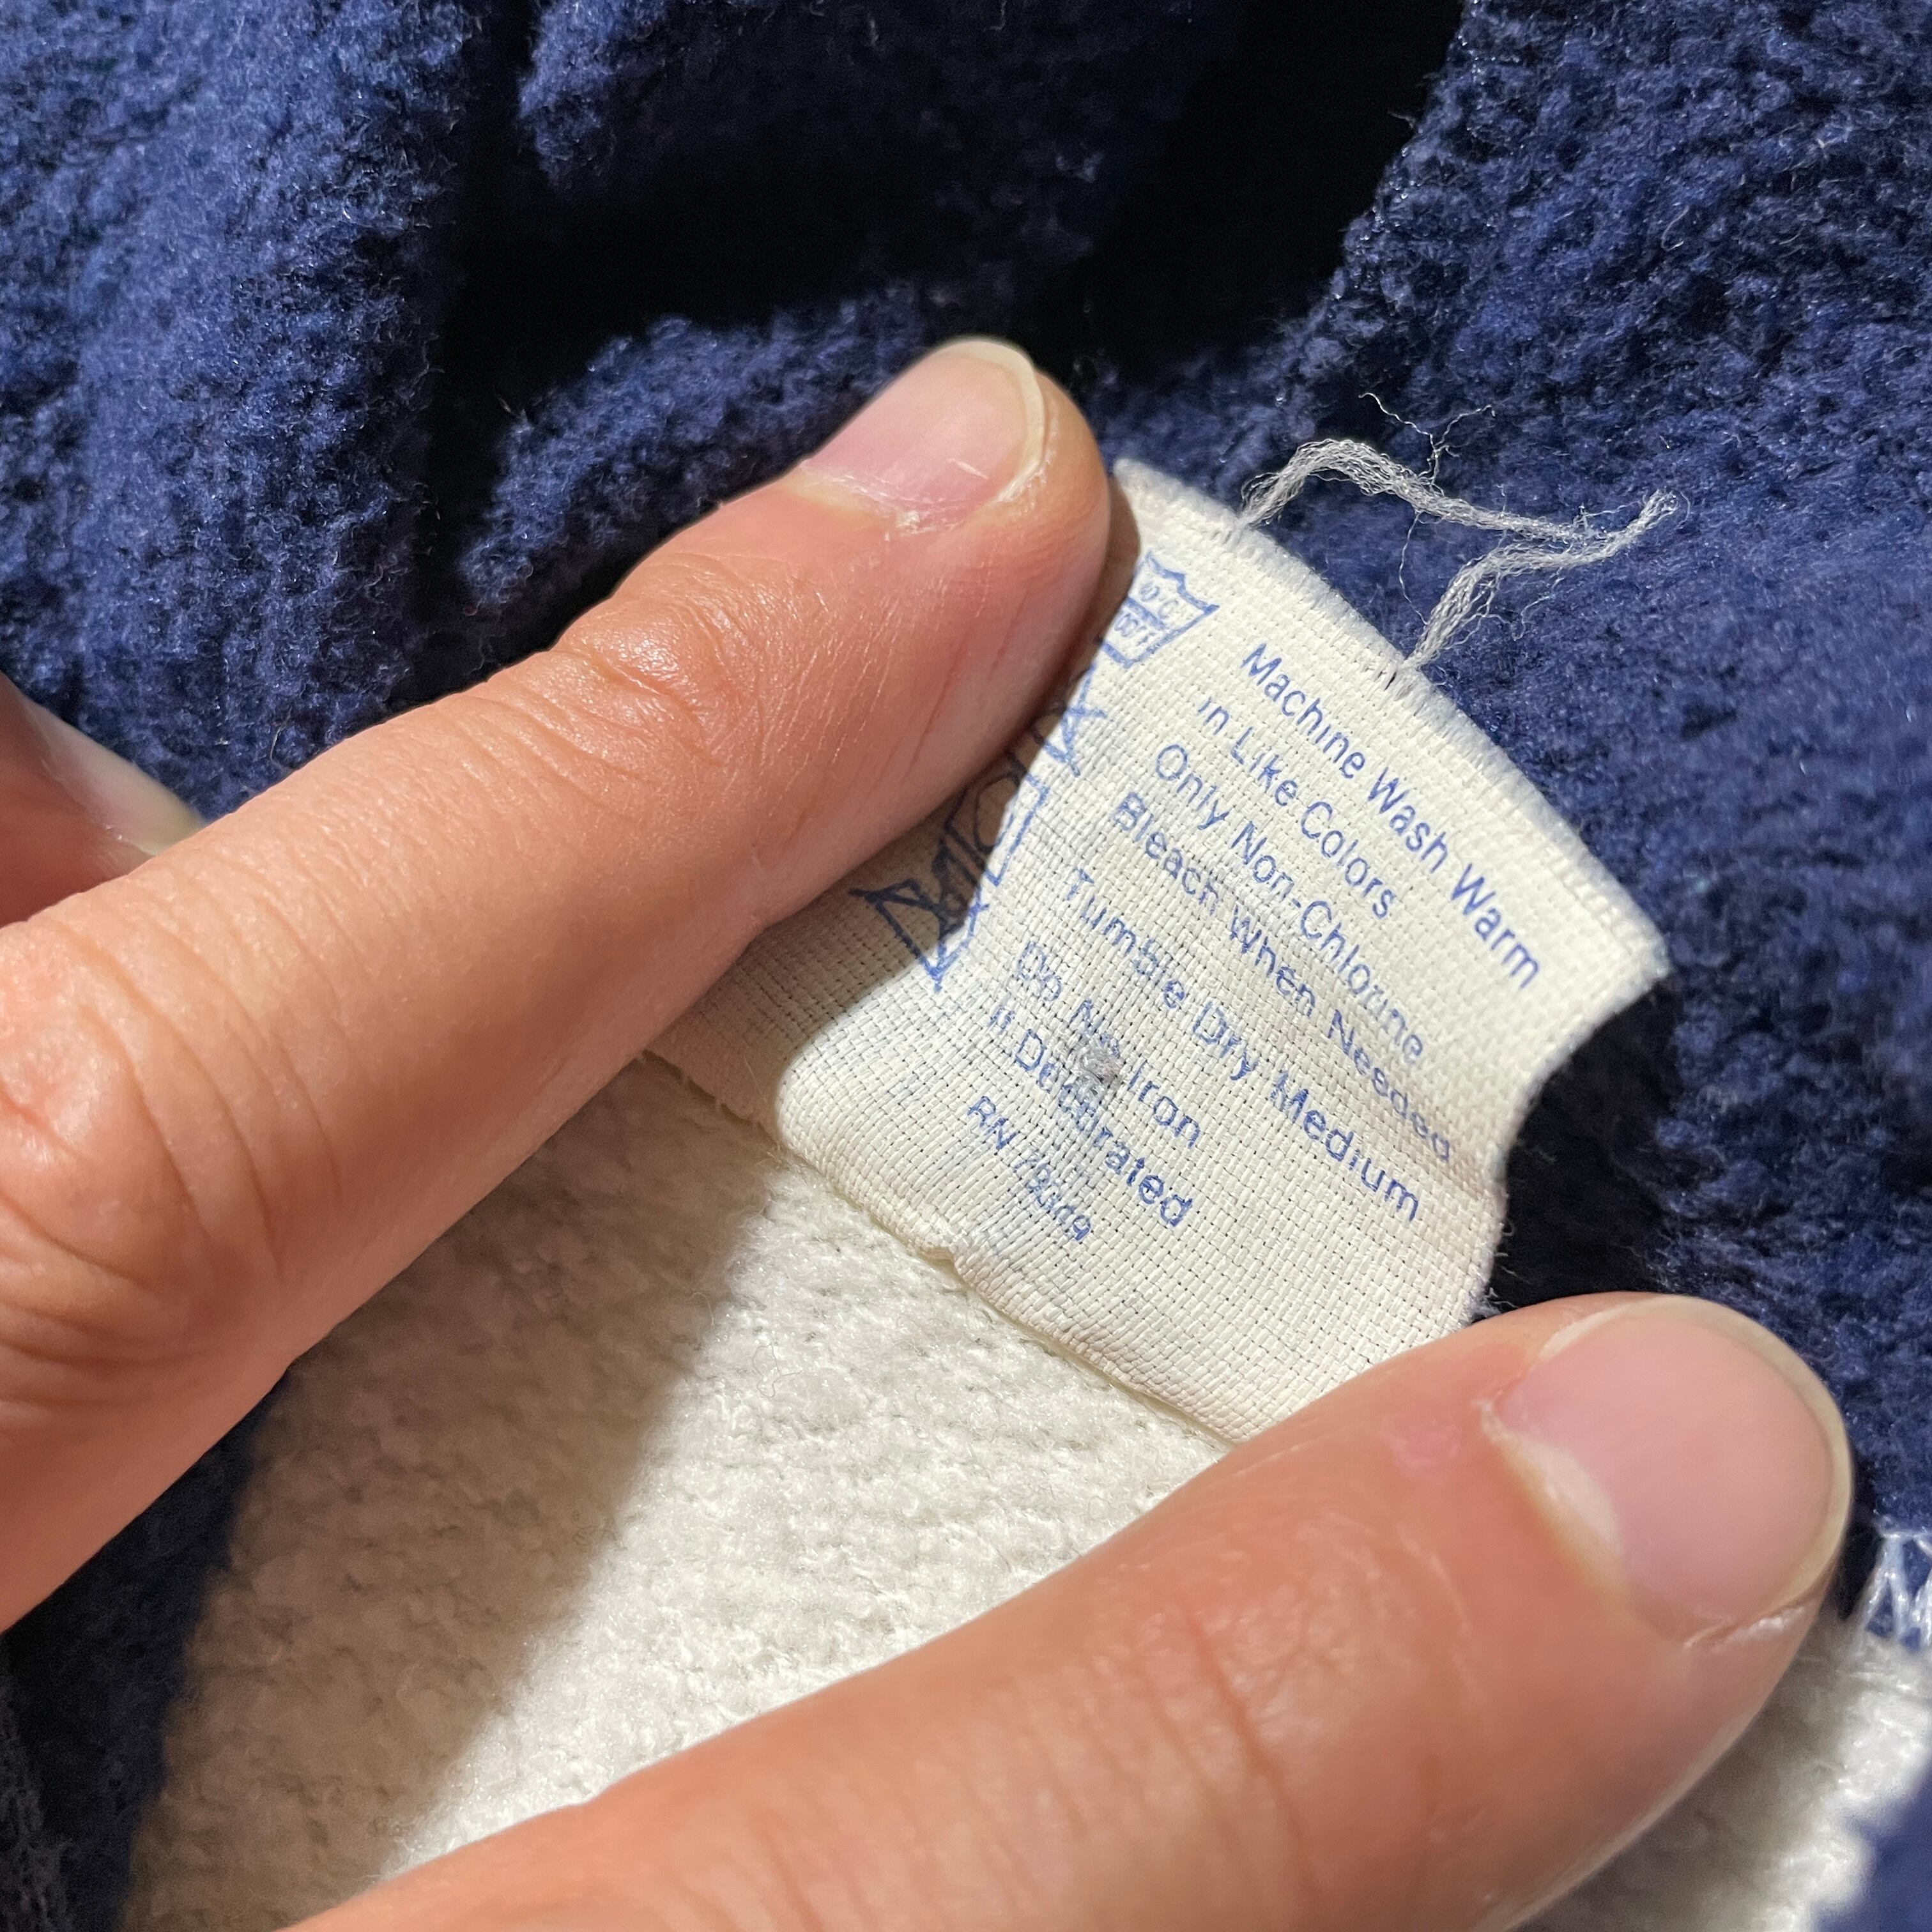 Machine Wash Warm
in Like Colors
Only Non-Chlorine
Bleach When Needed
Tumble Dry Medium
Do Not Iron
If Decorated
RN